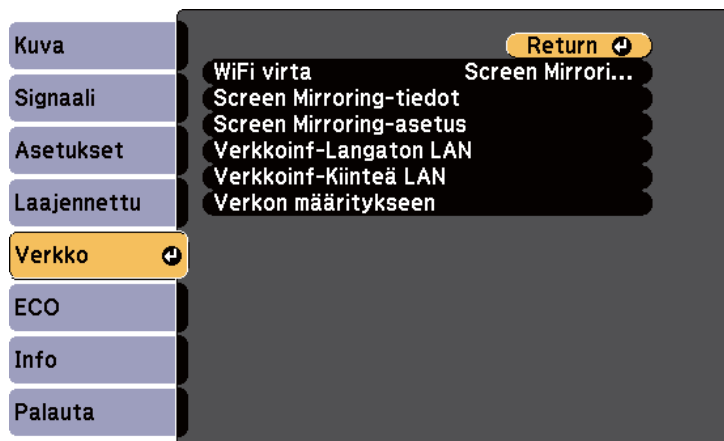 Kuva
Signaali
Asetukset
Laajennettu
Verkko
ECO
Info
Palauta
Return
WiFi virta Screen Mirrori...
Screen Mirroring-tiedot
Screen Mirroring-asetus
Verkkoinf-Langaton LAN
Verkkoinf-Kiinteä LAN
Verkon määritykseen